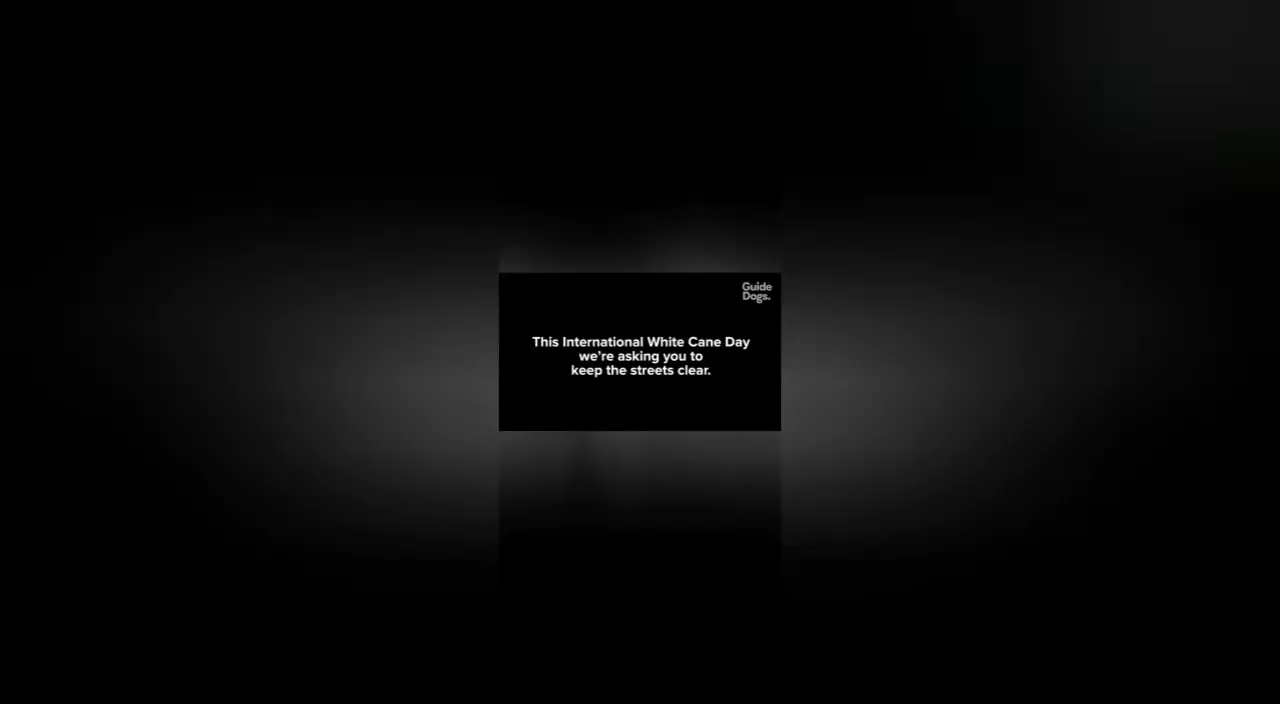 Guide
Dogs.
This International White Cane Day
we're asking you to
keep the streets clear.